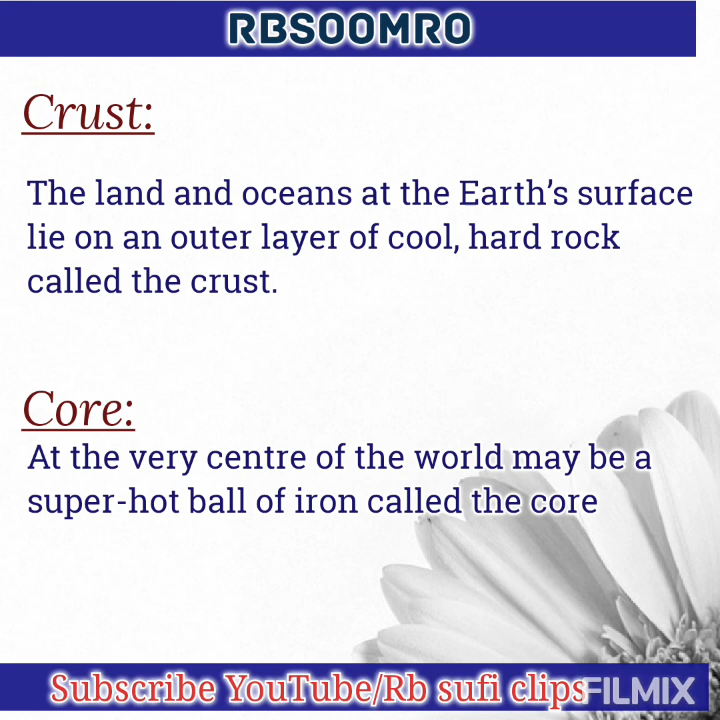 RBSOOMRO
Crust:
The land and oceans at the Earth’s surface
lie on an outer layer of cool, hard rock
called the crust.
Core:
At the very centre of the world may be a
super-hot ball of iron called the core
Subscribe YouTube/Rb sufi clips
FILMIX